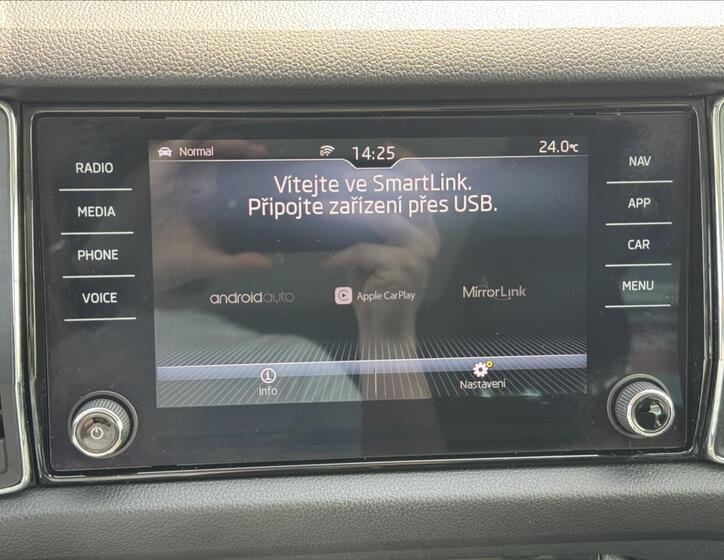 RADIO
MEDIA
PHONE
VOICE
Normal
14:25
24.0°C
Vítejte ve SmartLink.
Připojte zařízení přes USB.
androidauto
Apple CarPlay
MirrorLink
Info
Nastavení
NAV
APP
CAR
MENU